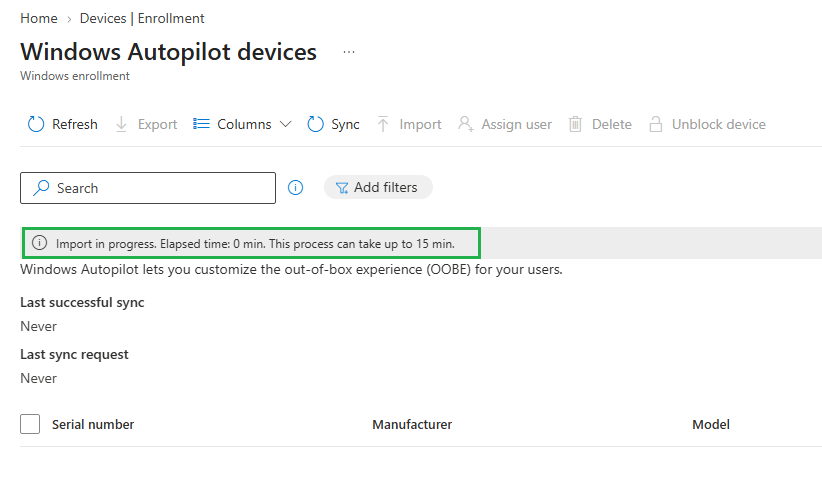 Home > Devices | Enrollment
Windows Autopilot devices ...
Windows enrollment
Refresh Export Columns Sync Import Assign user Delete Unblock device
Search Add filters
Import in progress. Elapsed time: 0 min. This process can take up to 15 min.
Windows Autopilot lets you customize the out-of-box experience (OOBE) for your users.
Last successful sync
Never
Last sync request
Never
Serial number Manufacturer Model